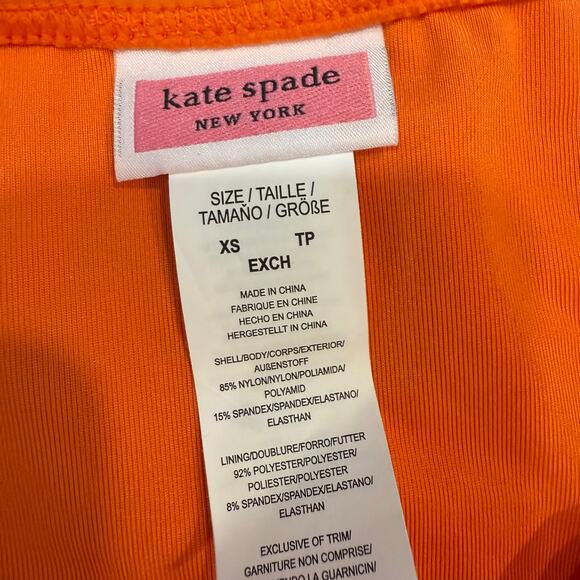 kate spade
NEW YORK
SIZE / TAILLE /
TAMAÑO / GRÖßE
XS TP
EXCH
MADE IN CHINA
FABRIQUE EN CHINE
HECHO EN CHINA
HERGESTELLT IN CHINA
SHELL/BODY/CORPS/EXTERIOR/
AUßENSTOFF
85% NYLON/NYLON/POLIAMIDA/
POLYAMID
15% SPANDEX/SPANDEX/ELASTANO/
ELASTHAN
LINING/DOUBLURE/FORRO/FUTTER
92% POLYESTER/POLYESTER/
POLIESTER/POLYESTER
8% SPANDEX/SPANDEX/ELASTANO/
ELASTHAN
EXCLUSIVE OF TRIM/
GARNITURE NON COMPRISE/
LA GUARNICIN/